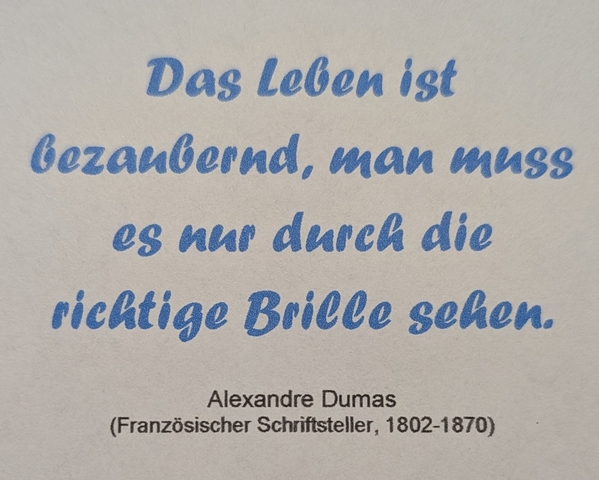 Das Leben ist
bezaubernd, man muss
es nur durch die
richtige Brille sehen.
Alexandre Dumas
(Französischer Schriftsteller, 1802-1870)